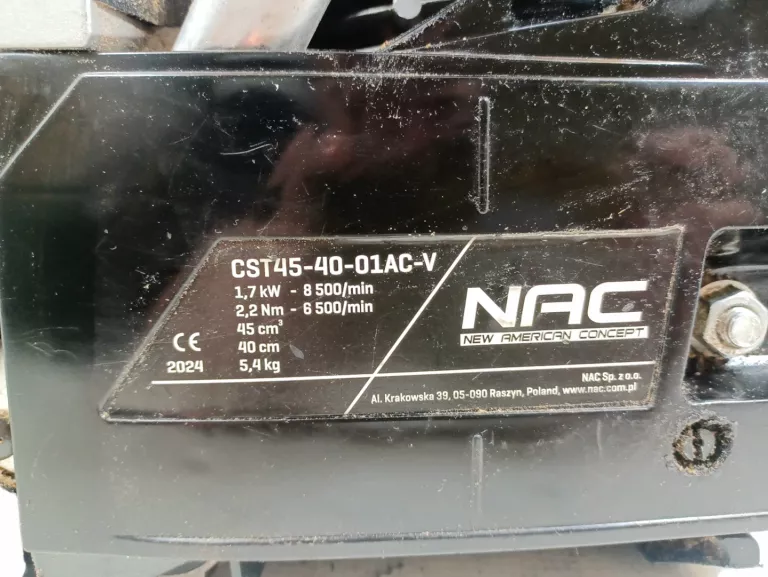 CST45-40-01AC-V
1,7 kW - 8 500/min
2,2 Nm - 6 500/min
45 cm³
40 cm
5,4 kg
CE
2024
NAC
NEW AMERICAN CONCEPT
NAC Sp. z o.o.
Al. Krakowska 39, 05-090 Raszyn, Poland, www.nac.com.pl